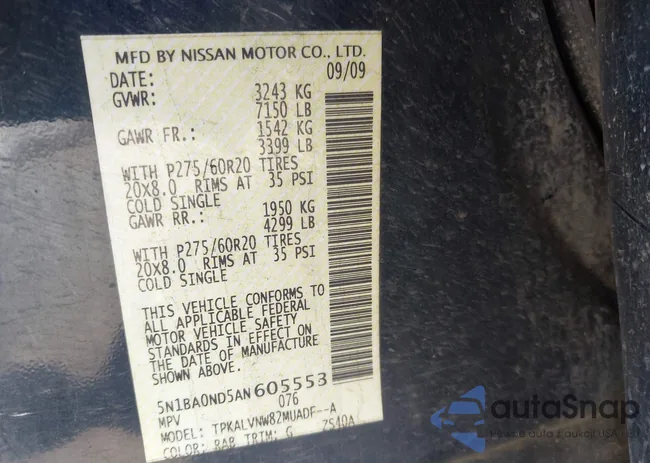 MFD BY NISSAN MOTOR CO., LTD.
DATE: 09/09
GVWR: 3243 KG
7150 LB
GAWR FR.: 1542 KG
3399 LB
WITH P275/60R20 TIRES
20X8.0 RIMS AT 35 PSI
COLD SINGLE
GAWR RR.: 1950 KG
4299 LB
WITH P275/60R20 TIRES
20X8.0 RIMS AT 35 PSI
COLD SINGLE
THIS VEHICLE CONFORMS TO
ALL APPLICABLE FEDERAL
MOTOR VEHICLE SAFETY
STANDARDS IN EFFECT ON
THE DATE OF MANUFACTURE
SHOWN ABOVE.
5N1BA0ND5AN605553
MPV 076
MODEL: TPKALVNW82MUADF--A
COLOR: RAB TRIM: G ZS40A
autoSnap